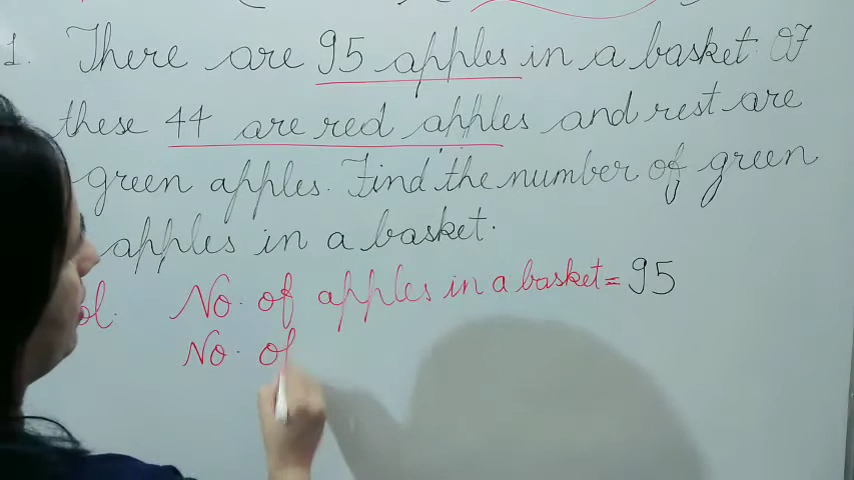 1. There are 95 apples in a basket. Of
these 44 are red apples and rest are
green apples. Find the number of green
apples in a basket.
ol. No. of apples in a basket = 95
No. of